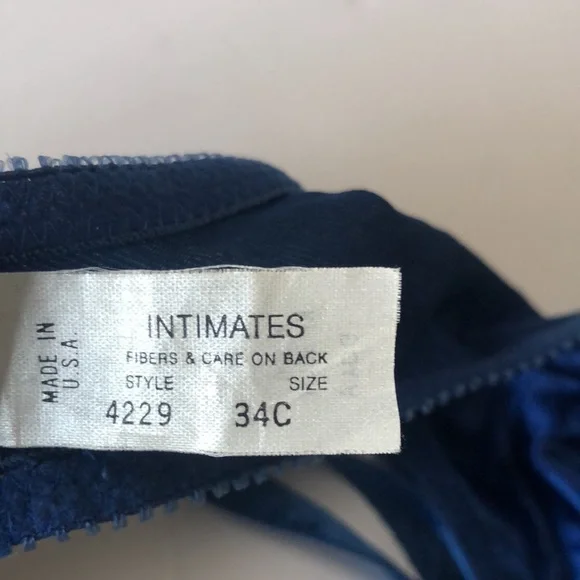 MADE IN
U.S.A.
INTIMATES
FIBERS & CARE ON BACK
STYLE SIZE
4229 34C